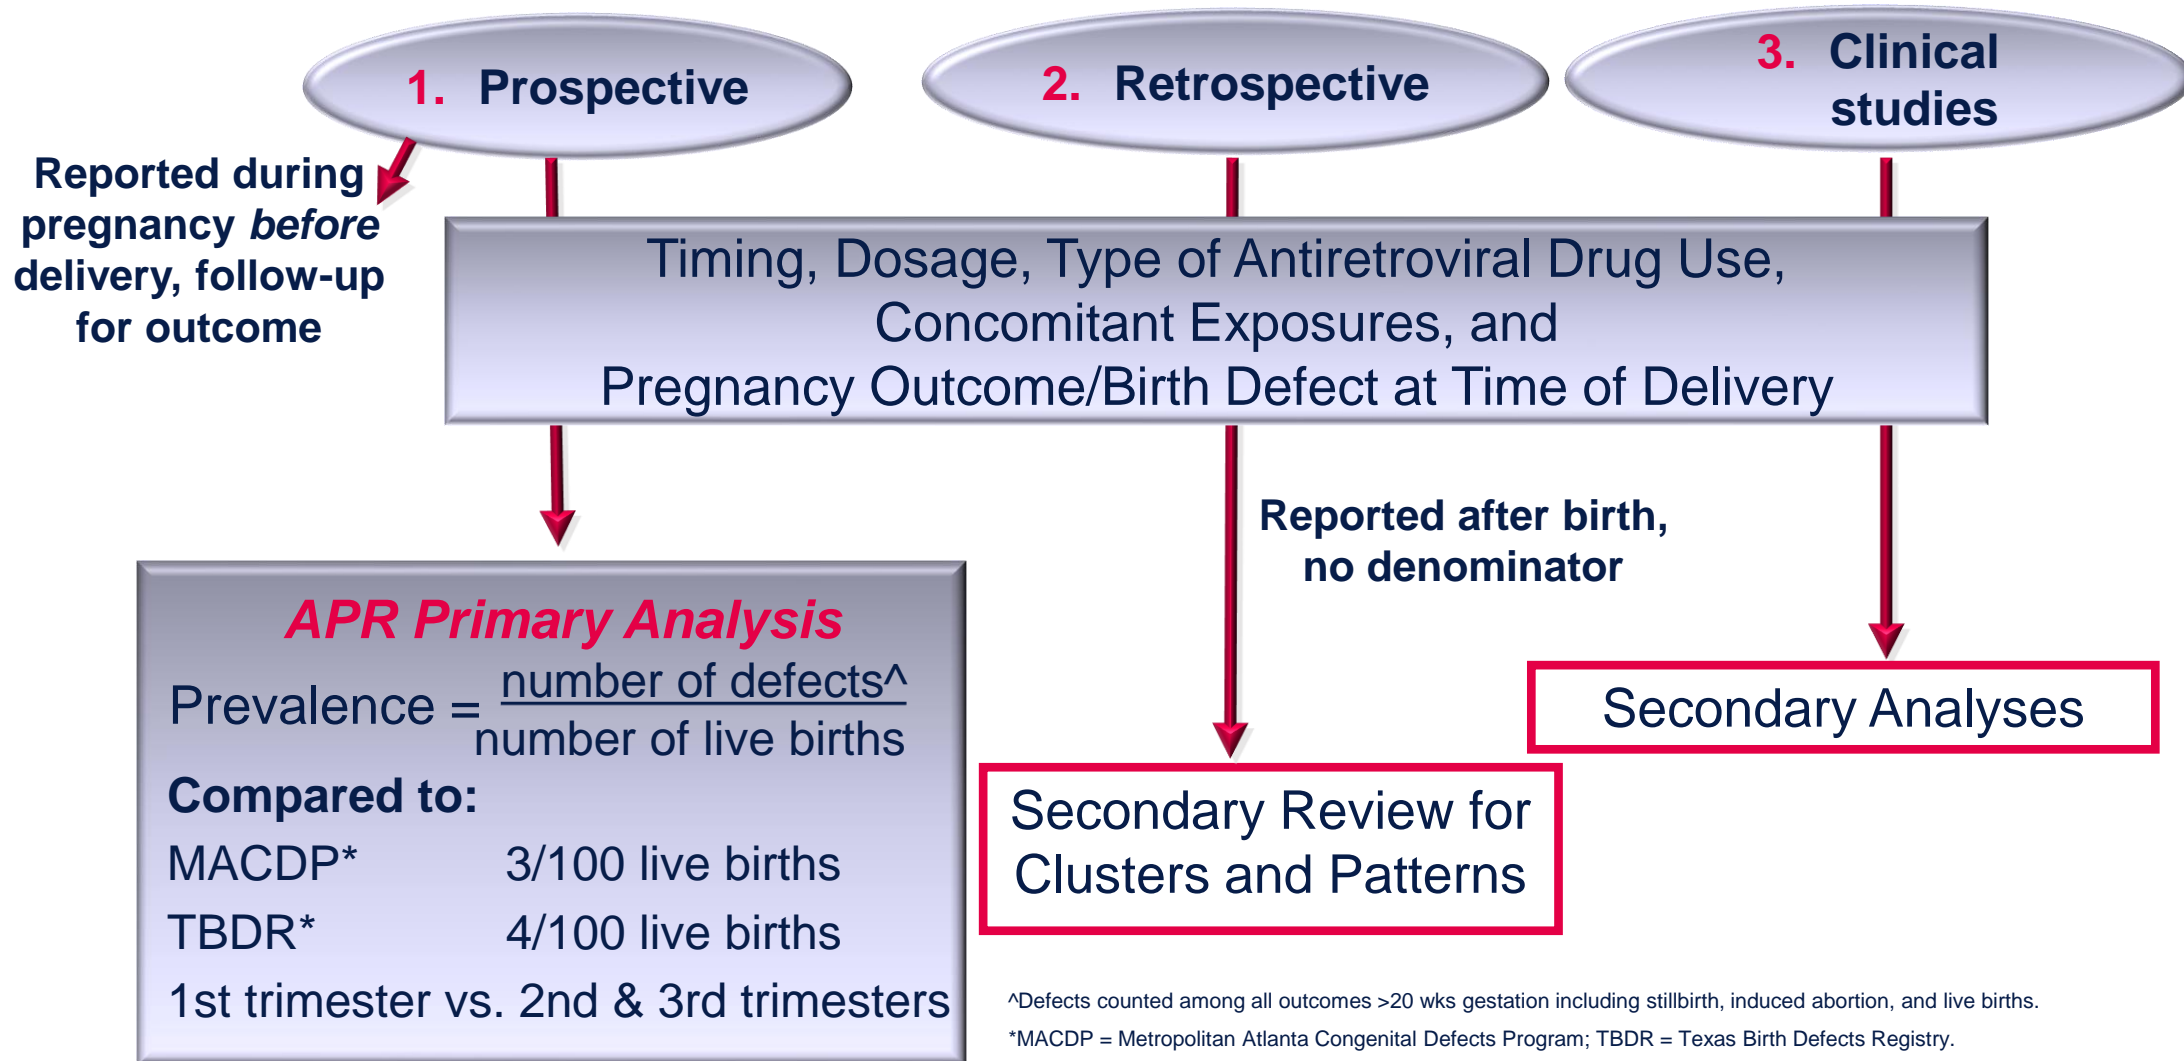 1. Prospective
2. Retrospective
3. Clinical
studies
Reported during
pregnancy before
delivery, follow-up
for outcome
Timing, Dosage, Type of Antiretroviral Drug Use,
Concomitant Exposures, and
Pregnancy Outcome/Birth Defect at Time of Delivery
Reported after birth,
no denominator
APR Primary Analysis
Prevalence = number of defects^
number of live births
Compared to:
MACDP* 3/100 live births
TBDR* 4/100 live births
1st trimester vs. 2nd & 3rd trimesters
Secondary Review for
Clusters and Patterns
Secondary Analyses
^Defects counted among all outcomes >20 wks gestation including stillbirth, induced abortion, and live births.
*MACDP = Metropolitan Atlanta Congenital Defects Program; TBDR = Texas Birth Defects Registry.